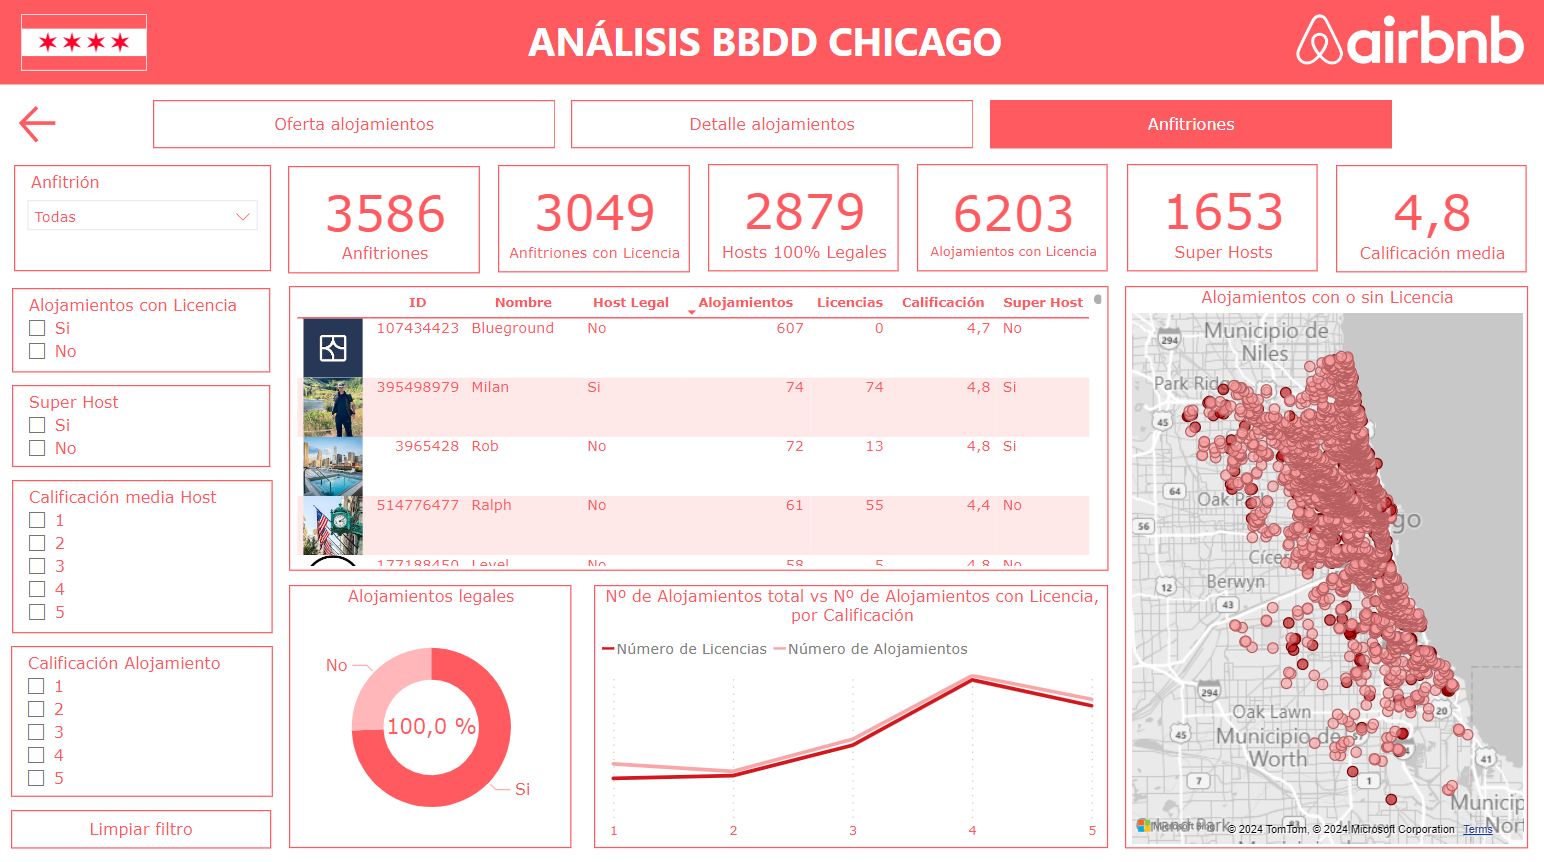 ANÁLISIS BBDD CHICAGO
airbnb
Oferta alojamientos
Detalle alojamientos
Anfitriones
Anfitrión
Todas
3586
Anfitriones
3049
Anfitriones con Licencia
2879
Hosts 100% Legales
6203
Alojamientos con Licencia
1653
Super Hosts
4,8
Calificación media
Alojamientos con Licencia
Si
No
Super Host
Si
No
Calificación media Host
1
2
3
4
5
Calificación Alojamiento
1
2
3
4
5
Limpiar filtro
ID Nombre Host Legal Alojamientos Licencias Calificación Super Host
107434423 Blueground No 607 0 4,7 No
395498979 Milan Si 74 74 4,8 Si
3965428 Rob No 72 13 4,8 Si
514776477 Ralph No 61 55 4,4 No
177188450 Level No 58 5 4,8 No
Alojamientos legales
No
100,0 %
Si
Nº de Alojamientos total vs Nº de Alojamientos con Licencia,
por Calificación
Número de Licencias Número de Alojamientos
1 2 3 4 5
Alojamientos con o sin Licencia
Municipio de
Niles
294
Park Rid
45
64
Oak Park
56
go
Cice
Berwyn
12
43
294
20
Oak Lawn
45
Municipio de
Worth
41
7
1
Municip
Nort
land Park
Microsoft Bing
© 2024 TomTom, © 2024 Microsoft Corporation Terms